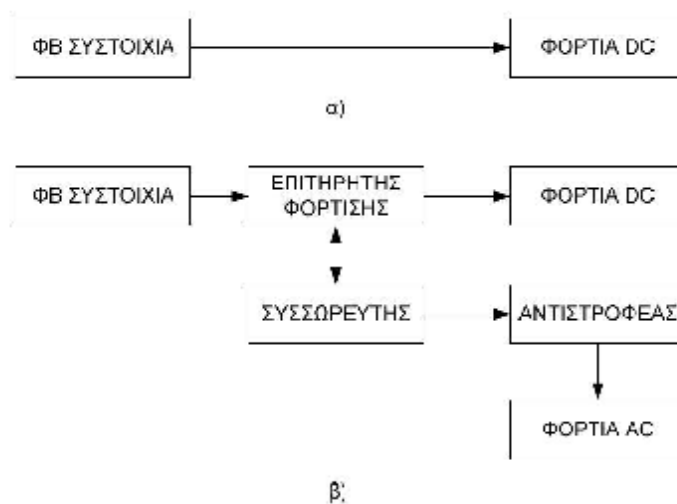 ΦΒ ΣΥΣΤΟΙΧΙΑ
ΦΟΡΤΙΑ DC
α)
ΦΒ ΣΥΣΤΟΙΧΙΑ
ΕΠΙΤΗΡΗΤΗΣ
ΦΟΡΤΙΣΗΣ
ΦΟΡΤΙΑ DC
ΣΥΣΣΩΡΕΥΤΗΣ
ΑΝΤΙΣΤΡΟΦΕΑΣ
ΦΟΡΤΙΑ AC
β)